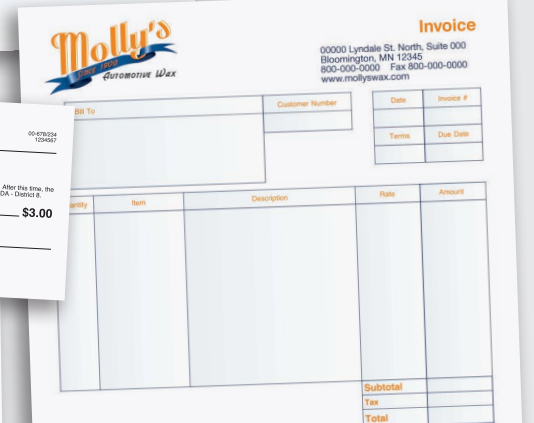 Molly's
SINCE 1900
AUTOMOTIVE WAX
Invoice
00000 Lyndale St. North, Suite 000
Bloomington, MN 12345
800-000-0000 Fax 800-000-0000
www.mollyswax.com
Bill To
Customer Number
Date
Invoice #
Terms
Due Date
antity
Item
Description
Rate
Amount
Subtotal
Tax
Total
00-678/234
1234567
After this time, the
DA - District 8.
$3.00